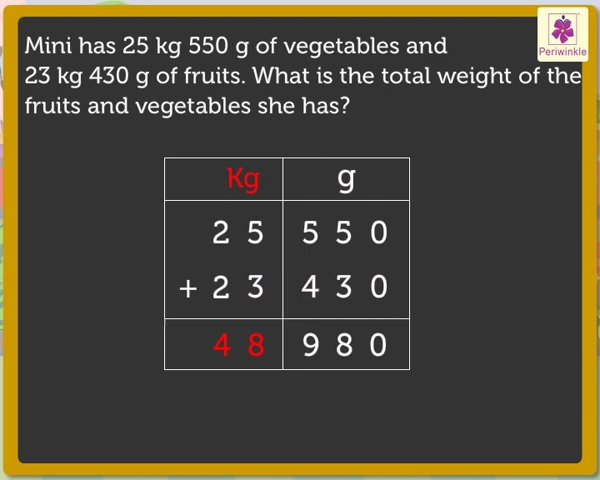 Periwinkle
Mini has 25 kg 550 g of vegetables and
23 kg 430 g of fruits. What is the total weight of the
fruits and vegetables she has?
Kg g
2 5 5 5 0
+ 2 3 4 3 0
4 8 9 8 0